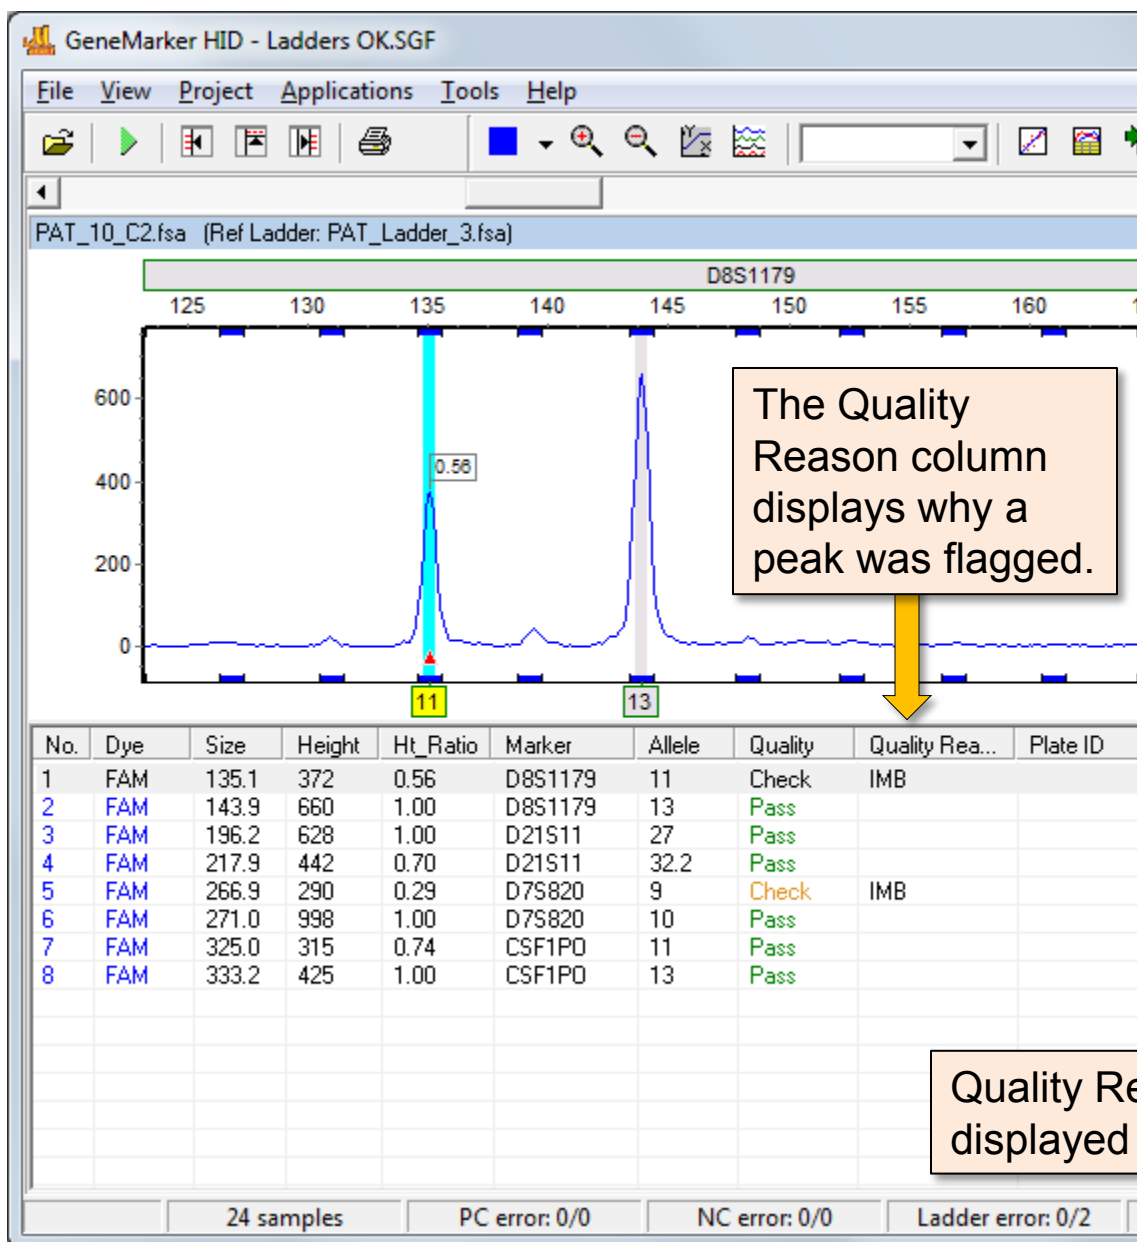 GeneMarker HID - Ladders OK.SGF
File View Project Applications Tools Help
PAT_10_C2.fsa (Ref Ladder: PAT_Ladder_3.fsa)
D8S1179
125 130 135 140 145 150 155 160
600
400
200
0
0.56
The Quality
Reason column
displays why a
peak was flagged.
11 13
No. Dye Size Height Ht_Ratio Marker Allele Quality Quality Rea... Plate ID
1 FAM 135.1 372 0.56 D8S1179 11 Check IMB
2 FAM 143.9 660 1.00 D8S1179 13 Pass
3 FAM 196.2 628 1.00 D21S11 27 Pass
4 FAM 217.9 442 0.70 D21S11 32.2 Pass
5 FAM 266.9 290 0.29 D7S820 9 Check IMB
6 FAM 271.0 998 1.00 D7S820 10 Pass
7 FAM 325.0 315 0.74 CSF1PO 11 Pass
8 FAM 333.2 425 1.00 CSF1PO 13 Pass
Quality Re
displayed
24 samples PC error: 0/0 NC error: 0/0 Ladder error: 0/2